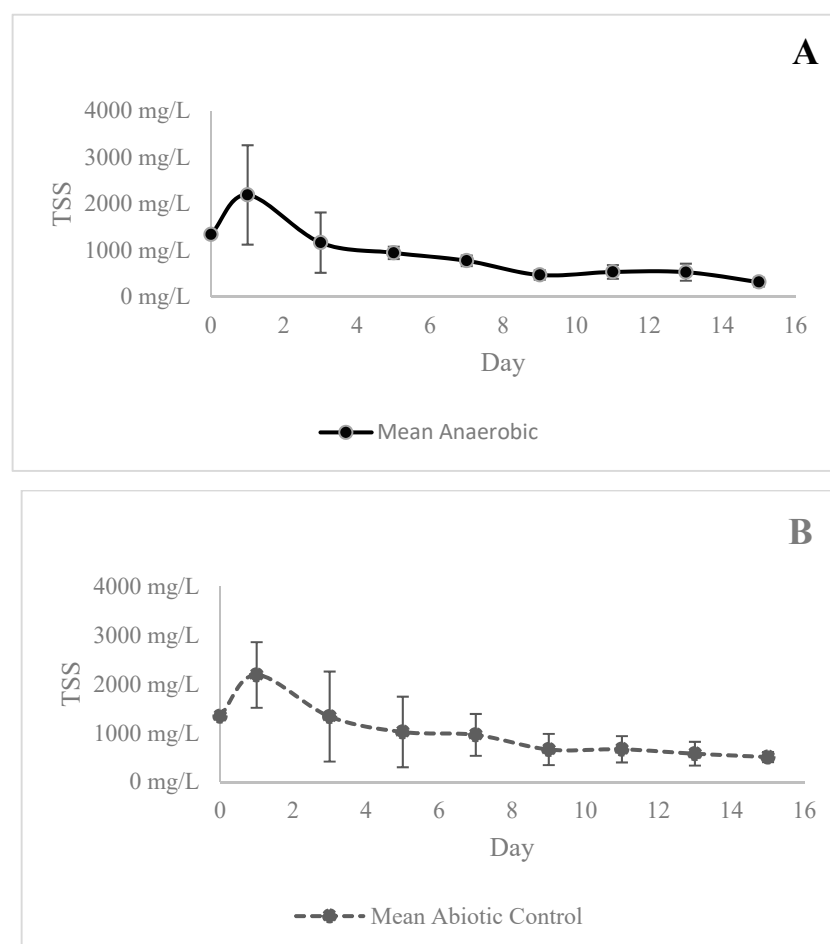 A
4000 mg/L
3000 mg/L
2000 mg/L
1000 mg/L
0 mg/L
TSS
0 2 4 6 8 10 12 14 16
Day
Mean Anaerobic
B
4000 mg/L
3000 mg/L
2000 mg/L
1000 mg/L
0 mg/L
TSS
0 2 4 6 8 10 12 14 16
Day
Mean Abiotic Control